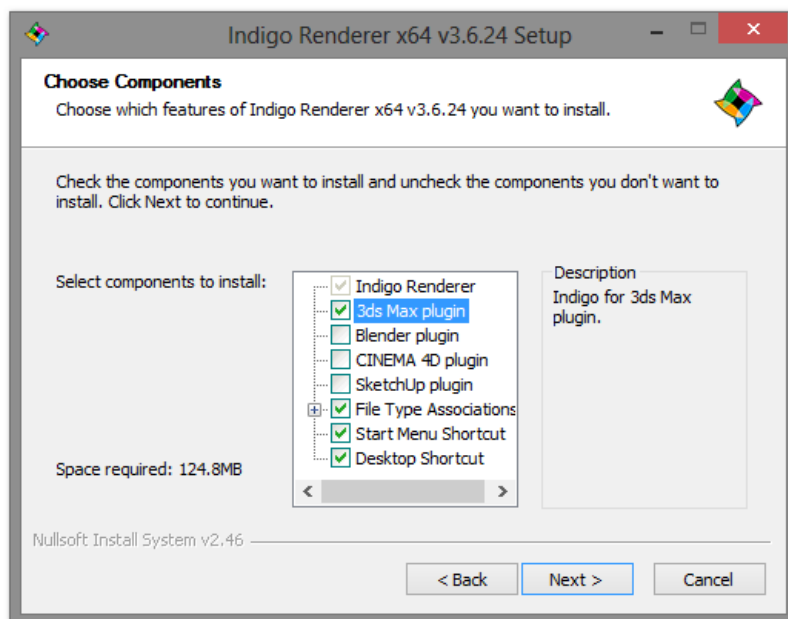 Indigo Renderer x64 v3.6.24 Setup
Choose Components
Choose which features of Indigo Renderer x64 v3.6.24 you want to install.
Check the components you want to install and uncheck the components you don't want to
install. Click Next to continue.
Select components to install:
Indigo Renderer
3ds Max plugin
Blender plugin
CINEMA 4D plugin
SketchUp plugin
File Type Associations
Start Menu Shortcut
Desktop Shortcut
Description
Indigo for 3ds Max
plugin.
Space required: 124.8MB
Nullsoft Install System v2.46
< Back
Next >
Cancel